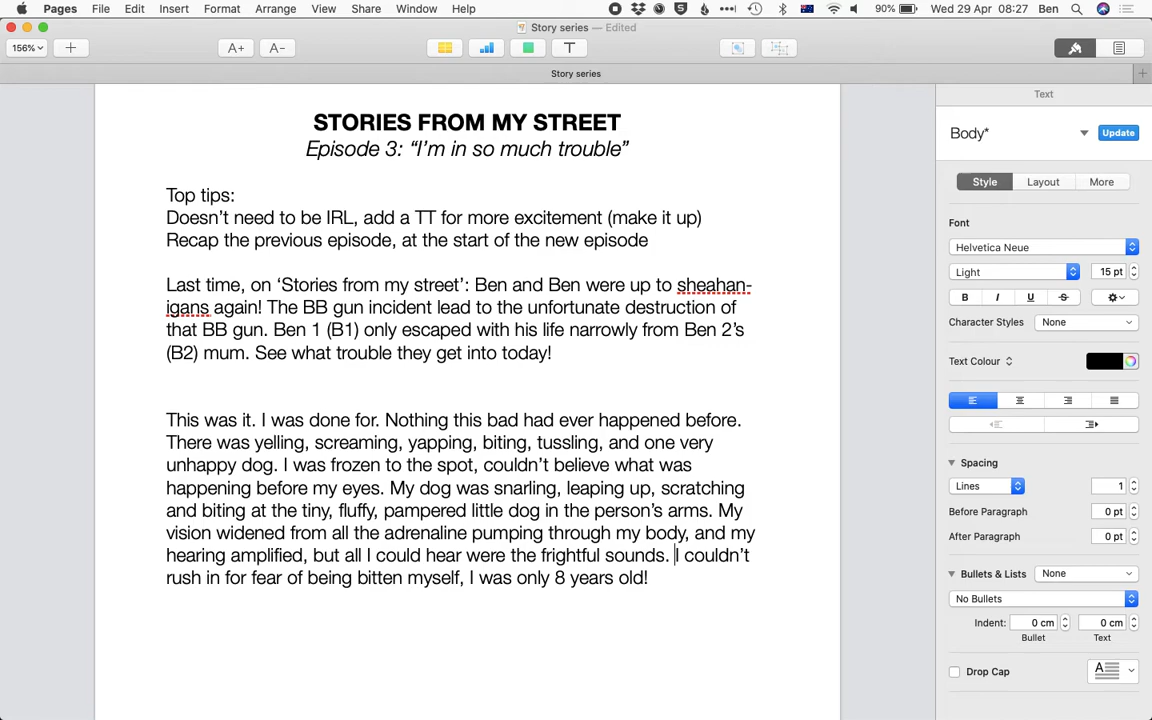 Pages File Edit Insert Format Arrange View Share Window Help 90% Wed 29 Apr 08:27 Ben
Story series — Edited
156% A+ A− T
Story series
Text
STORIES FROM MY STREET
Episode 3: “I’m in so much trouble”
Body* Update
Style Layout More
Top tips:
Doesn’t need to be IRL, add a TT for more excitement (make it up)
Recap the previous episode, at the start of the new episode
Font
Helvetica Neue
Light 15 pt
B I U S
Character Styles None
Last time, on ‘Stories from my street’: Ben and Ben were up to sheahan-
igans again! The BB gun incident lead to the unfortunate destruction of
that BB gun. Ben 1 (B1) only escaped with his life narrowly from Ben 2’s
(B2) mum. See what trouble they get into today!
Text Colour
This was it. I was done for. Nothing this bad had ever happened before.
There was yelling, screaming, yapping, biting, tussling, and one very
unhappy dog. I was frozen to the spot, couldn’t believe what was
happening before my eyes. My dog was snarling, leaping up, scratching
and biting at the tiny, fluffy, pampered little dog in the person’s arms. My
vision widened from all the adrenaline pumping through my body, and my
hearing amplified, but all I could hear were the frightful sounds. I couldn’t
rush in for fear of being bitten myself, I was only 8 years old!
Spacing
Lines 1
Before Paragraph 0 pt
After Paragraph 0 pt
Bullets & Lists None
No Bullets
Indent: 0 cm 0 cm
Bullet Text
Drop Cap A